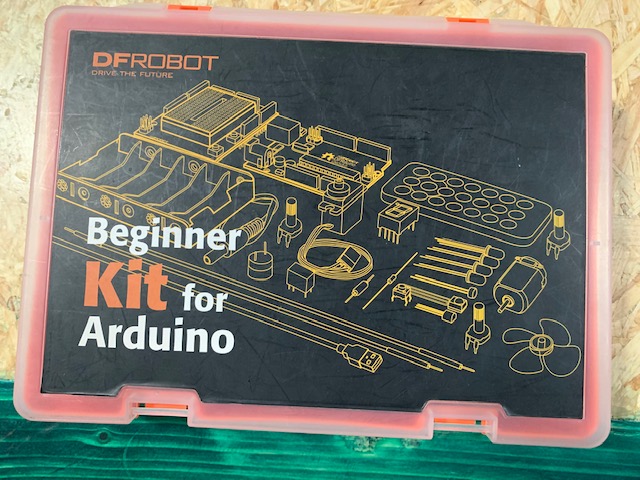 DFROBOT
DRIVE THE FUTURE
Beginner
Kit for
Arduino